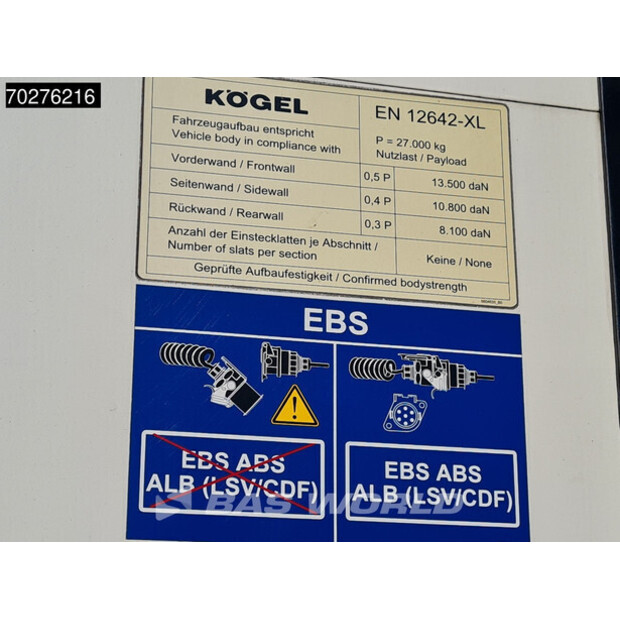 70276216
KÖGEL
EN 12642-XL
Fahrzeugaufbau entspricht
Vehicle body in compliance with
P = 27.000 kg
Nutzlast / Payload
Vorderwand / Frontwall 0,5 P 13.500 daN
Seitenwand / Sidewall 0,4 P 10.800 daN
Rückwand / Rearwall 0,3 P 8.100 daN
Anzahl der Einstecklatten je Abschnitt /
Number of slats per section
Keine / None
Geprüfte Aufbaufestigkeit / Confirmed bodystrength
EBS
EBS ABS
ALB (LSV/CDF)
EBS ABS
ALB (LSV/CDF)
BAS WORLD